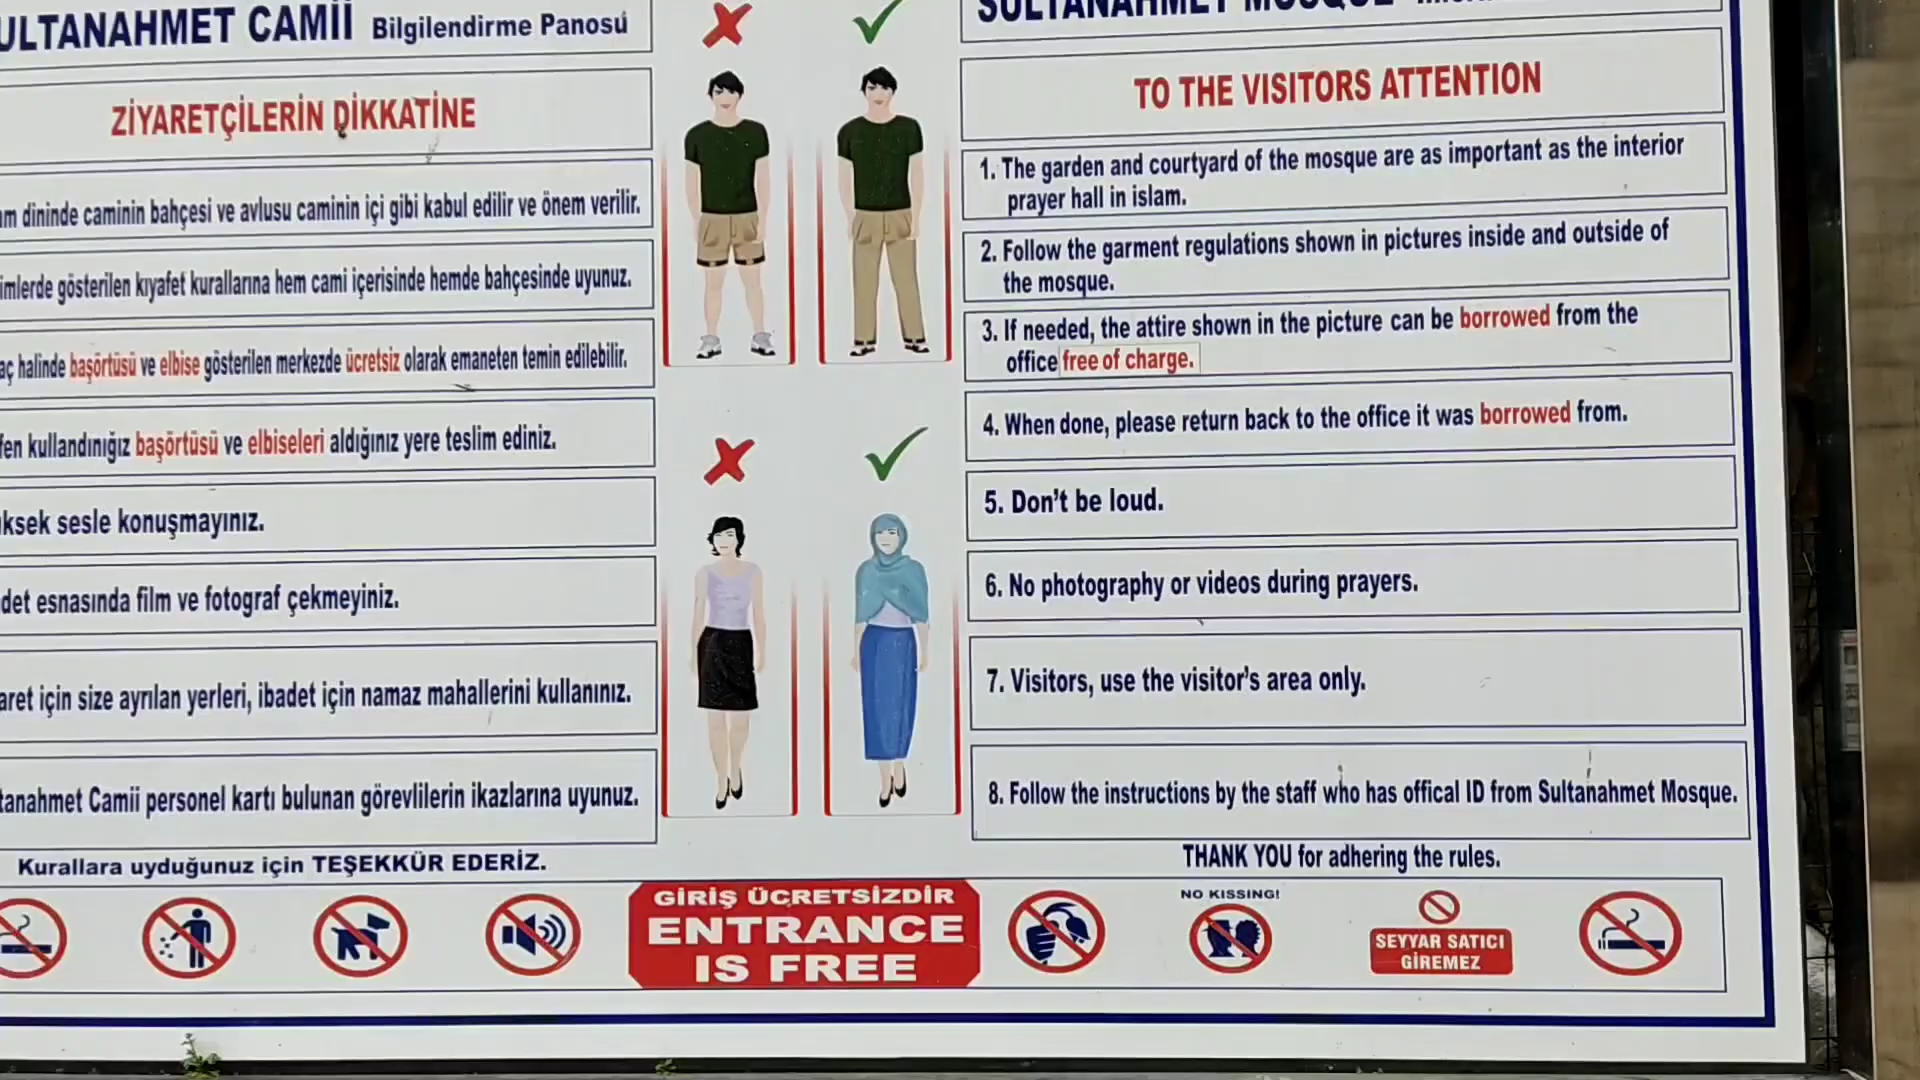 ULTANAHMET CAMİİ Bilgilendirme Panosu
ZİYARETÇİLERİN DİKKATİNE
dininde caminin bahçesi ve avlusu caminin içi gibi kabul edilir ve önem verilir.
gösterilen kıyafet kurallarına hem cami içerisinde hemde bahçesinde uyunuz.
halinde başörtüsü ve elbise gösterilen merkezde ücretsiz olarak emaneten temin edilebilir.
kullandınığız başörtüsü ve elbiseleri aldığınız yere teslim ediniz.
sesle konuşmayınız.
esnasında film ve fotograf çekmeyiniz.
için size ayrılan yerleri, ibadet için namaz mahallerini kullanınız.
tanahmet Camii personel kartı bulunan görevlilerin ikazlarına uyunuz.
Kurallara uyduğunuz için TEŞEKKÜR EDERİZ.
GİRİŞ ÜCRETSİZDİR
ENTRANCE
IS FREE
SULTANAHMET MOSQUE
TO THE VISITORS ATTENTION
1. The garden and courtyard of the mosque are as important as the interior
prayer hall in islam.
2. Follow the garment regulations shown in pictures inside and outside of
the mosque.
3. If needed, the attire shown in the picture can be borrowed from the
office free of charge.
4. When done, please return back to the office it was borrowed from.
5. Don't be loud.
6. No photography or videos during prayers.
7. Visitors, use the visitor's area only.
8. Follow the instructions by the staff who has offical ID from Sultanahmet Mosque.
THANK YOU for adhering the rules.
NO KISSING!
SEYYAR SATICI
GİREMEZ